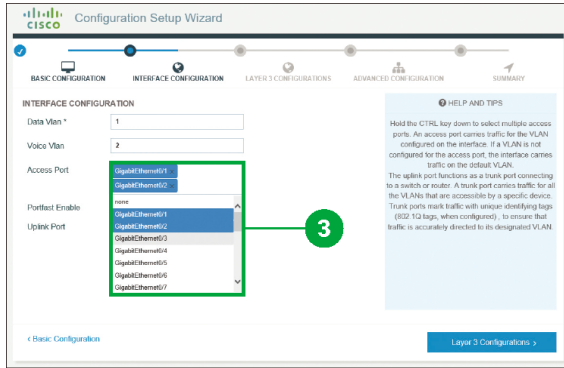 CISCO
Configuration Setup Wizard
BASIC CONFIGURATION
INTERFACE CONFIGURATION
LAYER 3 CONFIGURATIONS
ADVANCED CONFIGURATION
SUMMARY
INTERFACE CONFIGURATION
Data Vlan *
1
Voice Vlan
2
Access Port
GigabitEthernet0/1 ×
GigabitEthernet0/2 ×
none
GigabitEthernet0/1
GigabitEthernet0/2
GigabitEthernet0/3
GigabitEthernet0/4
GigabitEthernet0/5
GigabitEthernet0/6
GigabitEthernet0/7
Portfast Enable
Uplink Port
3
HELP AND TIPS
Hold the CTRL key down to select multiple access
ports. An access port carries traffic for the VLAN
configured on the interface. If a VLAN is not
configured for the access port, the interface carries
traffic on the default VLAN.
The uplink port functions as a trunk port connecting
to a switch or router. A trunk port carries traffic for all
the VLANs that are accessible by a specific device.
Trunk ports mark traffic with unique identifying tags
(802.1Q tags, when configured) , to ensure that
traffic is accurately directed to its designated VLAN.
‹ Basic Configuration
Layer 3 Configurations ›